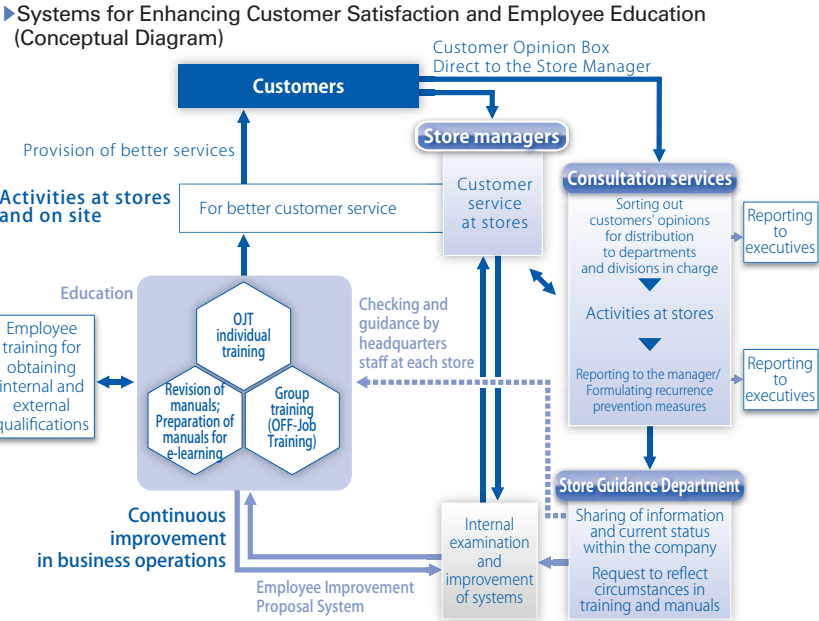 ▶Systems for Enhancing Customer Satisfaction and Employee Education
(Conceptual Diagram)
Customer Opinion Box
Direct to the Store Manager
Customers
Store managers
Provision of better services
Customer
service
at stores
Consultation services
Activities at stores
and on site
For better customer service
Sorting out
customers' opinions
for distribution
to departments
and divisions in charge
Reporting
to
executives
Activities at stores
Reporting to the manager/
Formulating recurrence
prevention measures
Reporting
to
executives
Education
Checking and
guidance by
headquarters
staff at each store
OJT
individual
training
Employee
training for
obtaining
internal and
external
qualifications
Revision of
manuals;
Preparation of
manuals for
e-learning
Group
training
(OFF-Job
Training)
Store Guidance Department
Continuous
improvement
in business operations
Internal
examination
and
improvement
of systems
Sharing of information
and current status
within the company
Request to reflect
circumstances in
training and manuals
Employee Improvement
Proposal System